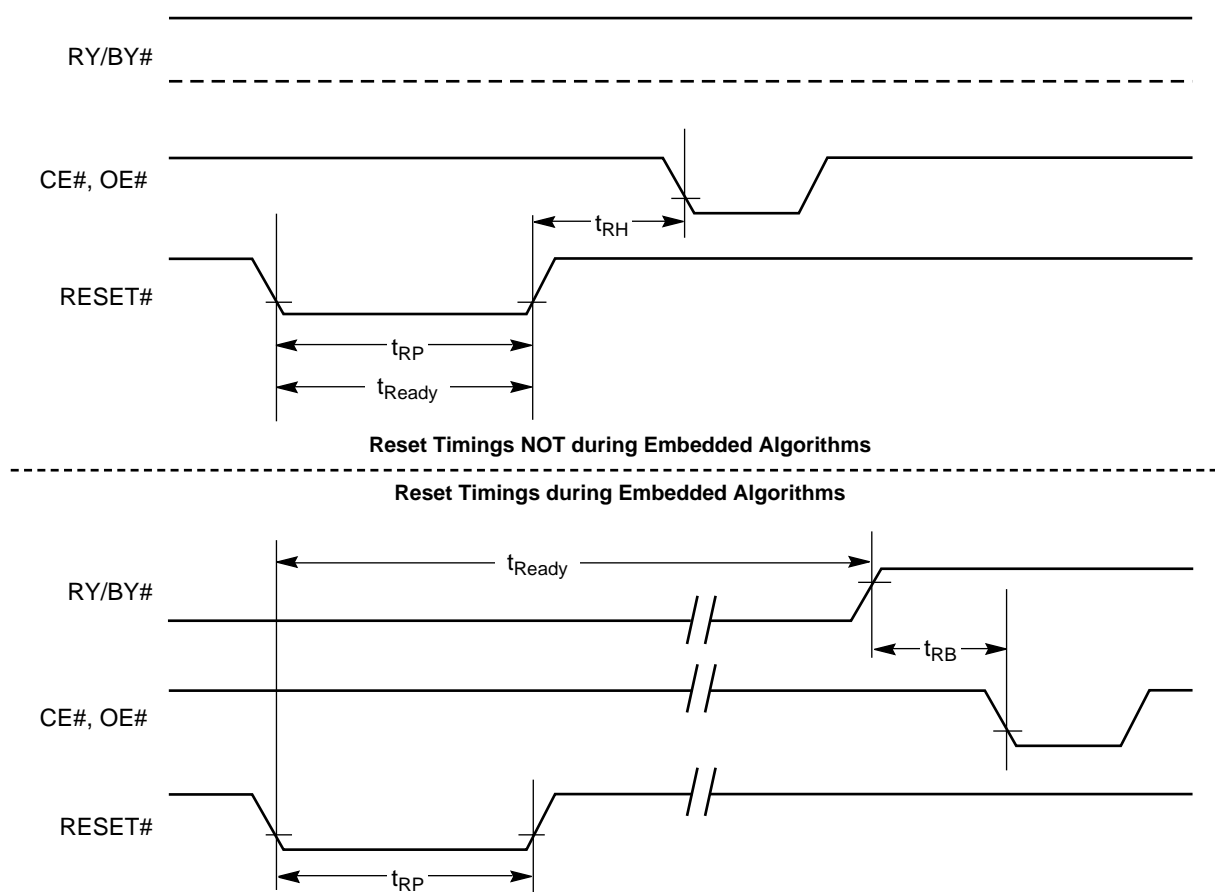 RY/BY#
CE#, OE#
tRH
RESET#
tRP
tReady
Reset Timings NOT during Embedded Algorithms
Reset Timings during Embedded Algorithms
tReady
RY/BY#
tRB
CE#, OE#
RESET#
tRP